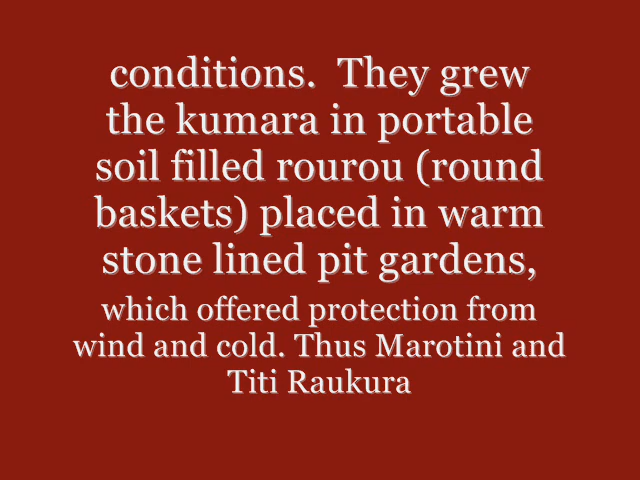 conditions.  They grew
the kumara in portable
soil filled rourou (round
baskets) placed in warm
stone lined pit gardens,
which offered protection from
wind and cold. Thus Marotini and
Titi Raukura